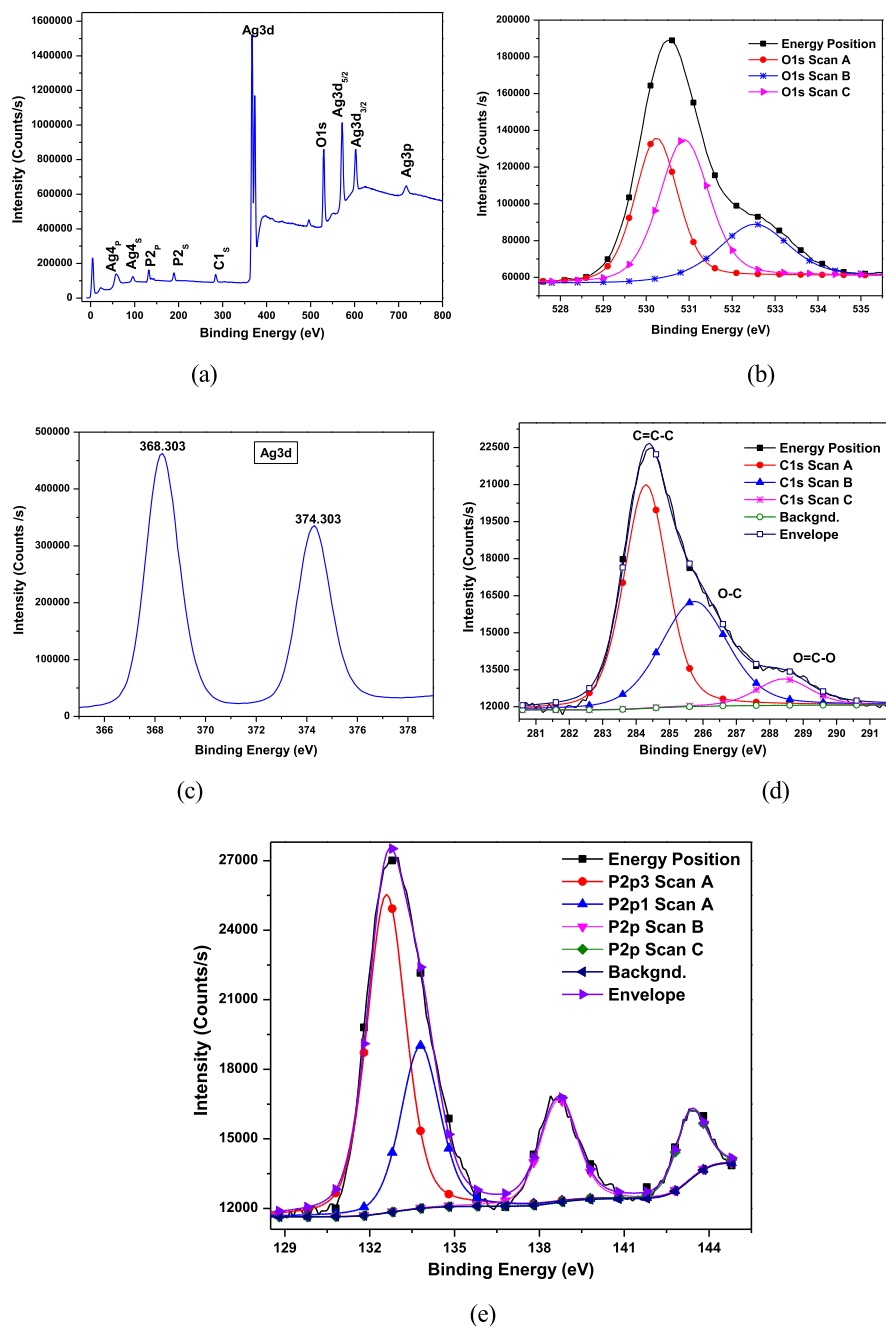 1600000
1400000
1200000
1000000
800000
600000
400000
200000
0
Intensity (Counts/s)
Ag4P
Ag4S
P2P
P2S
C1S
Ag3d
O1s
Ag3d5/2
Ag3d3/2
Ag3p
0 100 200 300 400 500 600 700 800
Binding Energy (eV)
(a)
200000
180000
160000
140000
120000
100000
80000
60000
Intensity (Counts /s)
Energy Position
O1s Scan A
O1s Scan B
O1s Scan C
528 529 530 531 532 533 534 535
Binding Energy (eV)
(b)
500000
400000
300000
200000
100000
0
Intensity (Counts /s)
368.303
Ag3d
374.303
366 368 370 372 374 376 378
Binding Energy (eV)
(c)
22500
21000
19500
18000
16500
15000
13500
12000
Intensity (Counts/s)
C=C-C
O-C
O=C-O
Energy Position
C1s Scan A
C1s Scan B
C1s Scan C
Backgnd.
Envelope
281 282 283 284 285 286 287 288 289 290 291
Binding Energy (eV)
(d)
27000
24000
21000
18000
15000
12000
Intensity (Counts/s)
Energy Position
P2p3 Scan A
P2p1 Scan A
P2p Scan B
P2p Scan C
Backgnd.
Envelope
129 132 135 138 141 144
Binding Energy (eV)
(e)